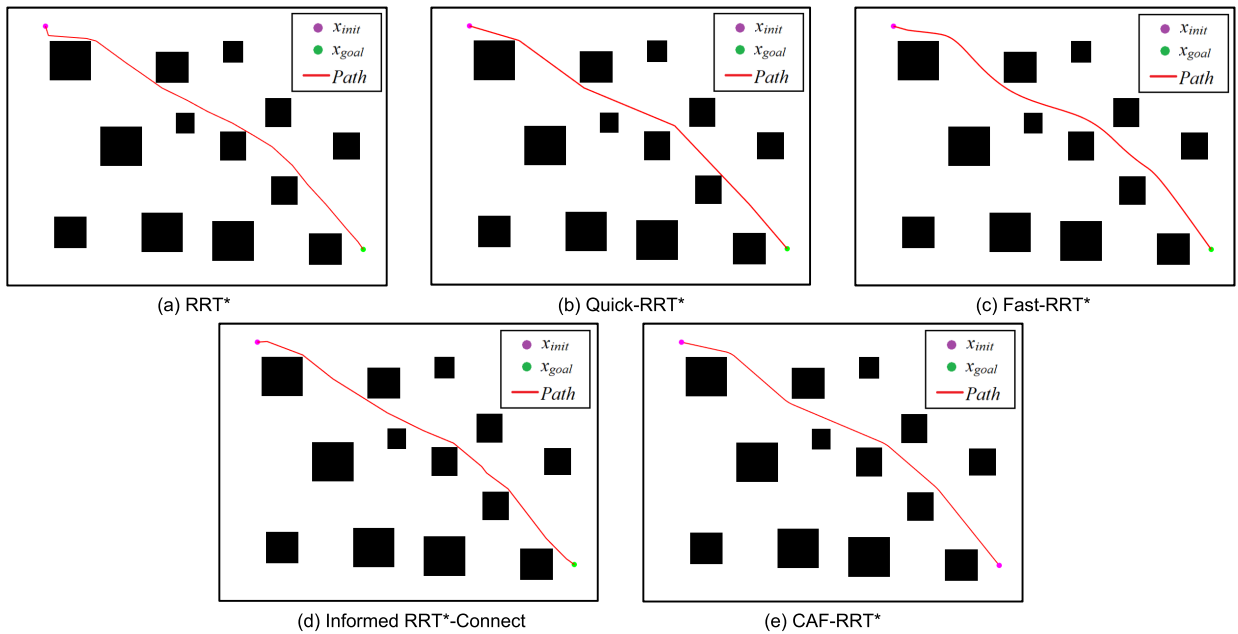 x_init
x_goal
Path
x_init
x_goal
Path
x_init
x_goal
Path
(a) RRT*
(b) Quick-RRT*
(c) Fast-RRT*
x_init
x_goal
Path
x_init
x_goal
Path
(d) Informed RRT*-Connect
(e) CAF-RRT*